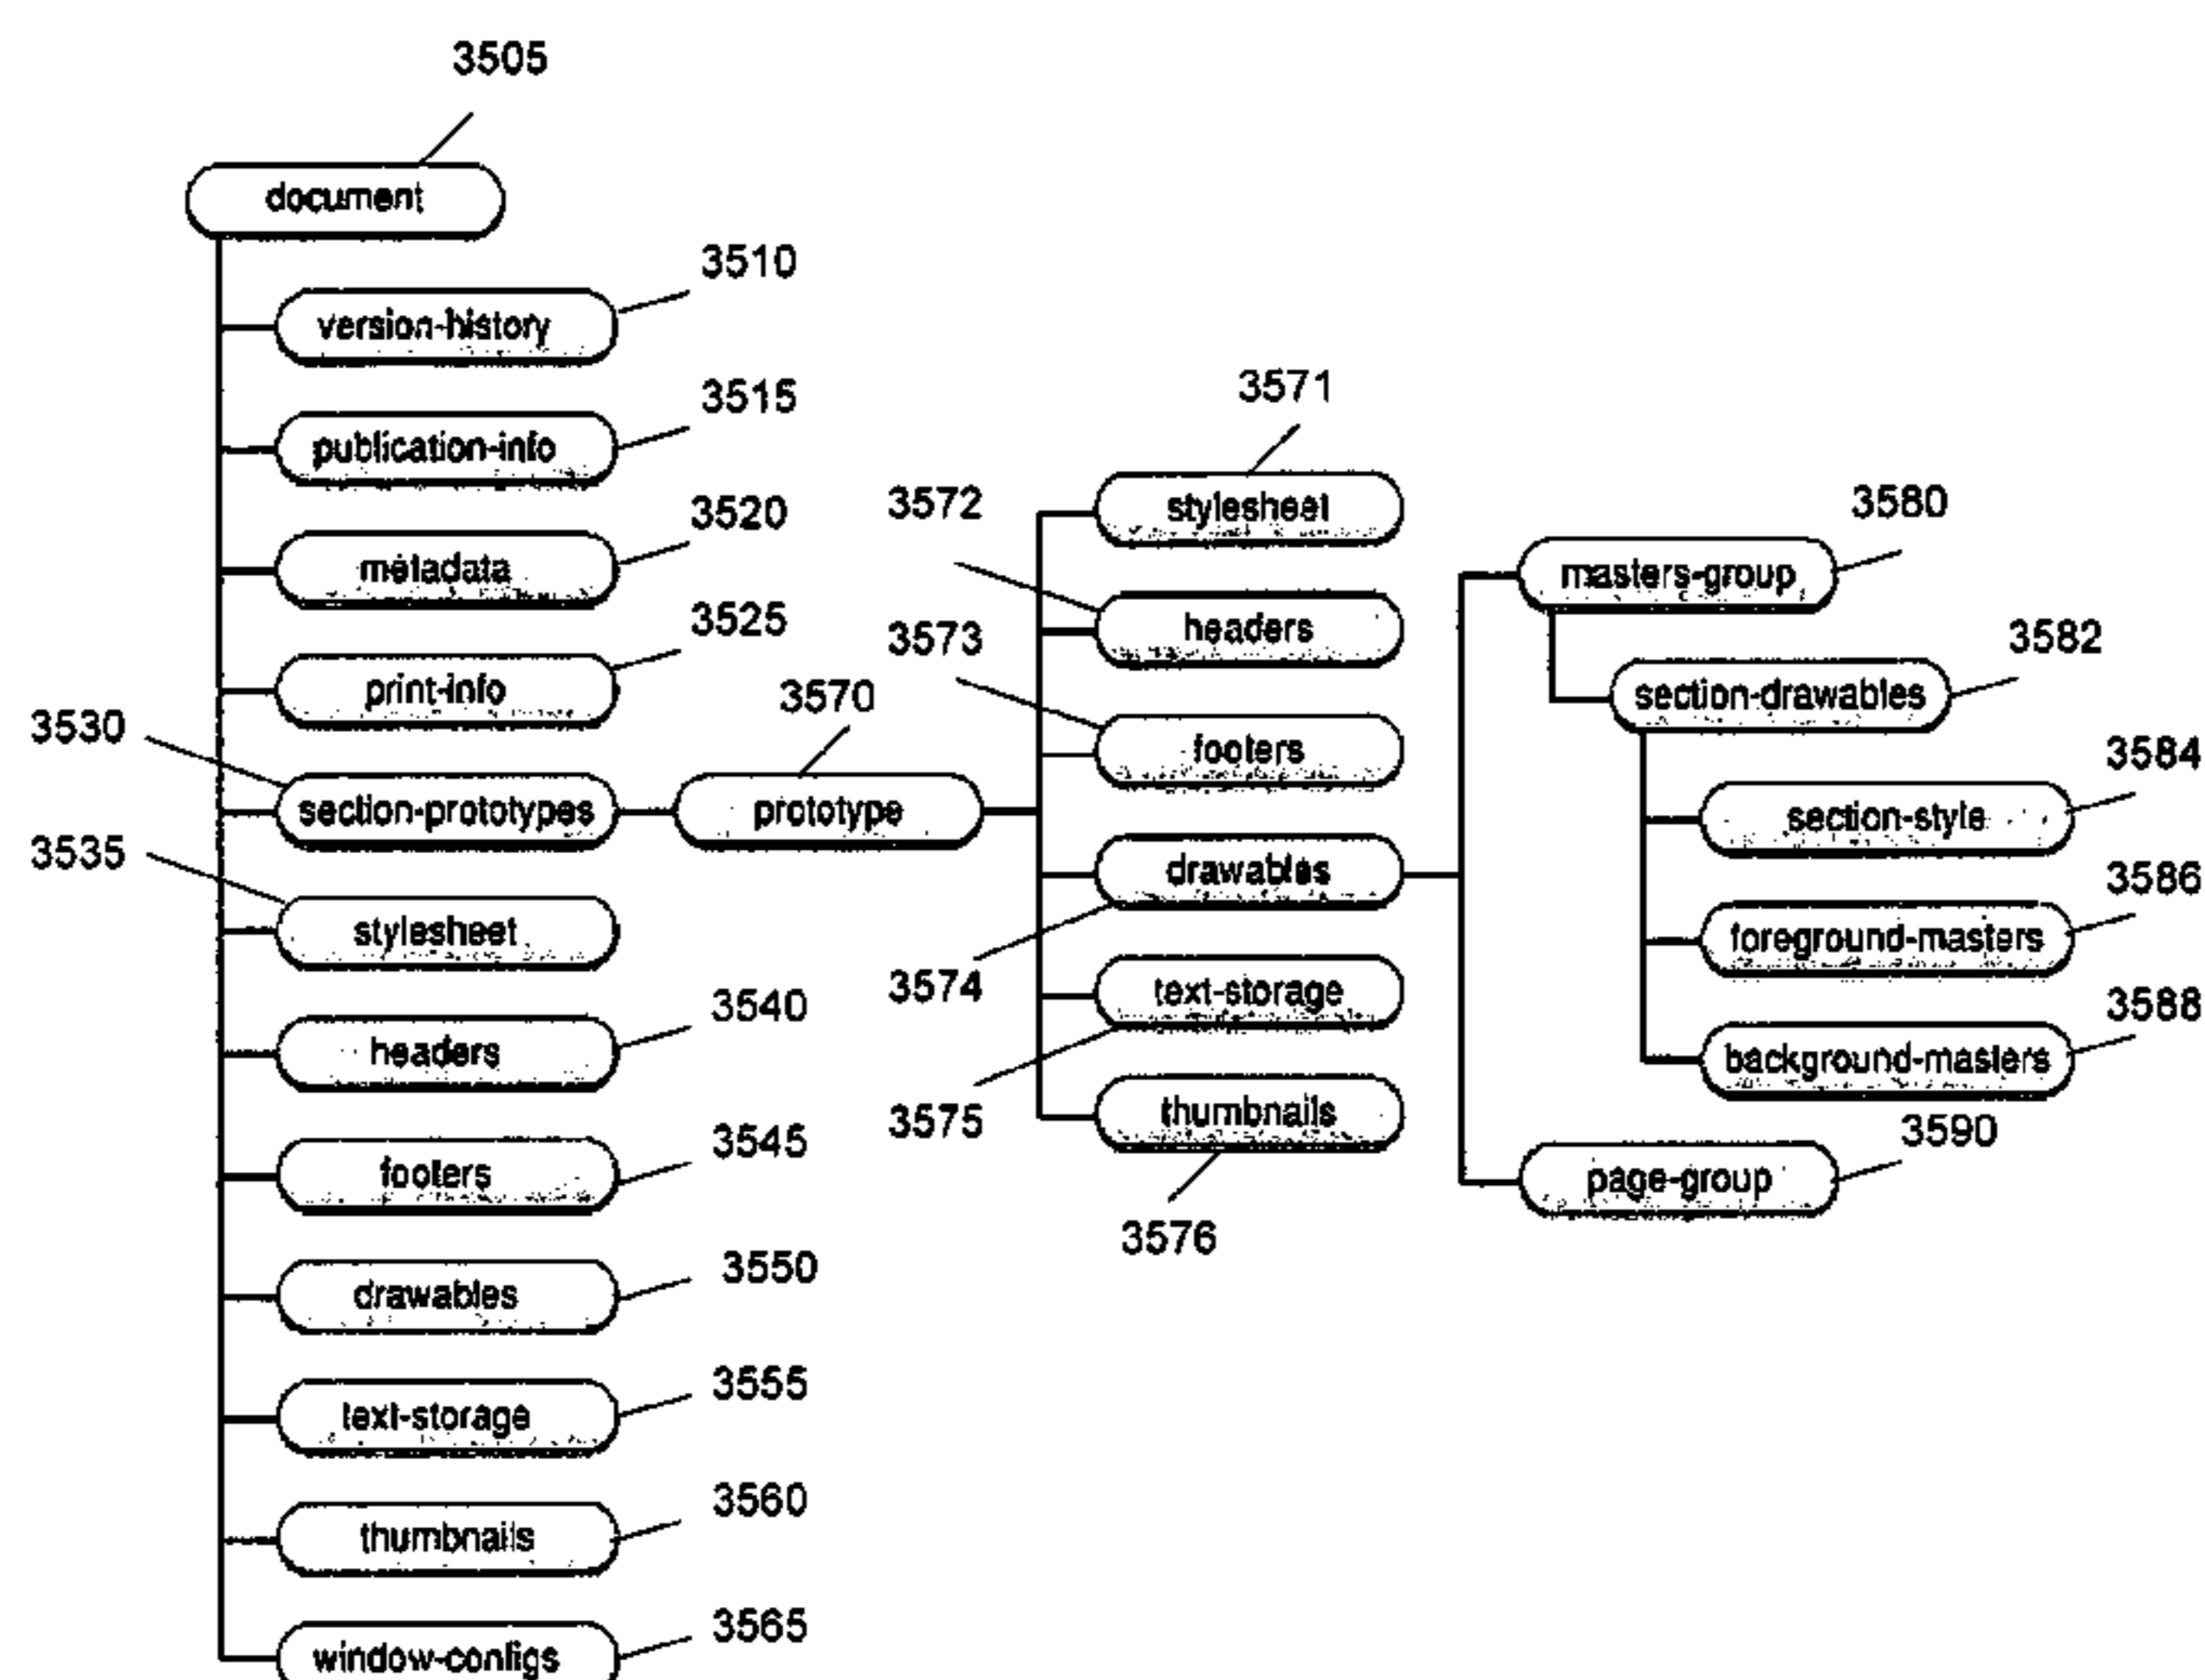 3505
document
3510
version-history
3515
publication-info
3520
metadata
3525
print-info
3530
section-prototypes
3535
stylesheet
3540
headers
3545
footers
3550
drawables
3555
text-storage
3560
thumbnails
3565
window-configs
3570
prototype
3571
stylesheet
3572
headers
3573
footers
drawables
3574
text-storage
3575
thumbnails
3576
3580
masters-group
3582
section-drawables
3584
section-style
3586
foreground-masters
3588
background-masters
3590
page-group